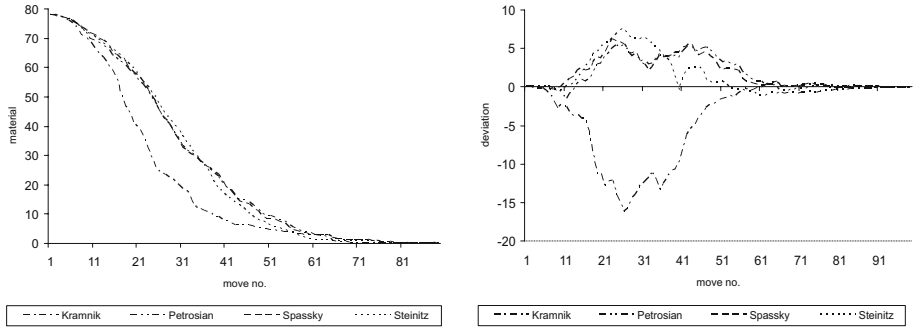 80
70
60
50
40
30
20
10
0
material
1 11 21 31 41 51 61 71 81
move no.
Kramnik Petrosian Spassky Steinitz
10
5
0
-5
-10
-15
-20
deviation
1 11 21 31 41 51 61 71 81 91
move no.
Kramnik Petrosian Spassky Steinitz